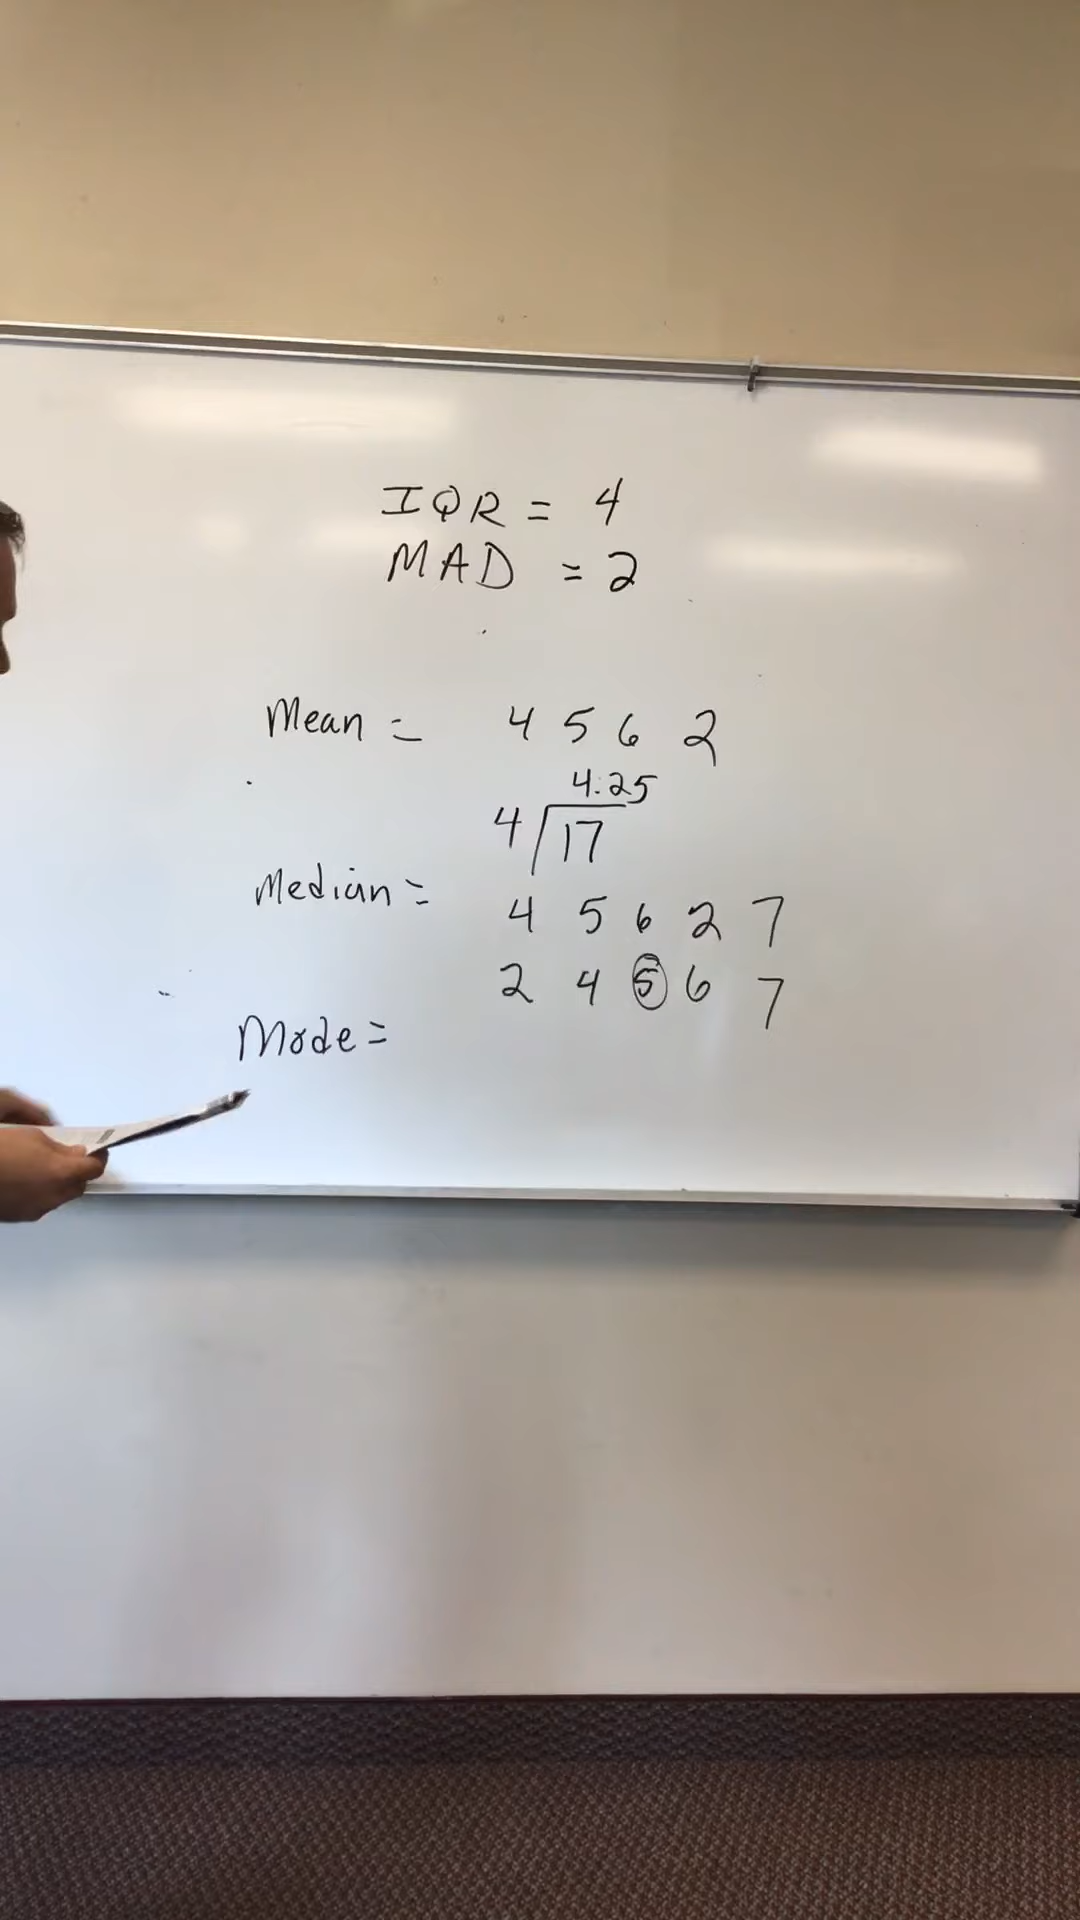 IQR = 4
MAD = 2
Mean = 4 5 6 2
4.25
4 17
Median =
4 5 6 2 7
2 4 5 6 7
Mode =